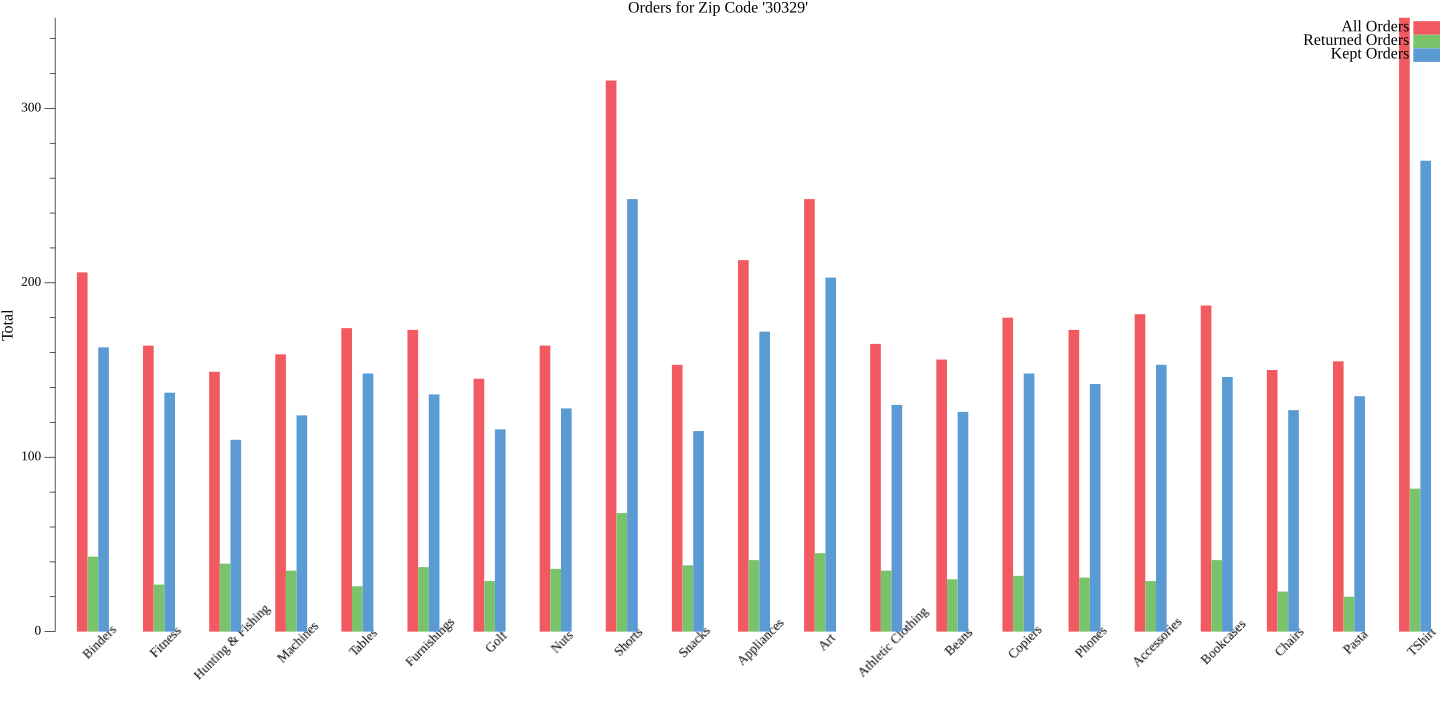 Orders for Zip Code '30329'
All Orders
Returned Orders
Kept Orders
Total
300
200
100
0
Binders
Fitness
Hunting & Fishing
Machines
Tables
Furnishings
Golf
Nuts
Shorts
Snacks
Appliances
Art
Athletic Clothing
Beans
Copiers
Phones
Accessories
Bookcases
Chairs
Pasta
TShirt